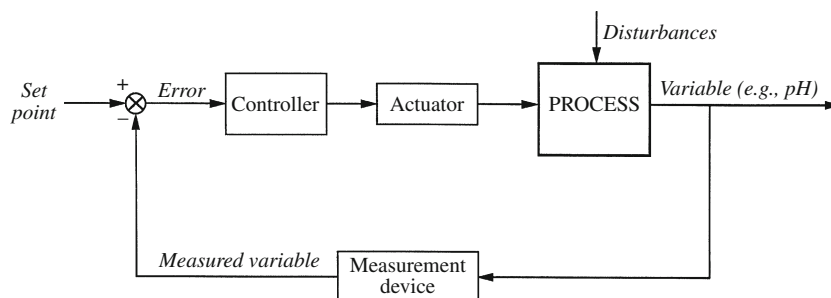 Disturbances
Set
point
+
−
Error
Controller
Actuator
PROCESS
Variable (e.g., pH)
Measured variable
Measurement
device